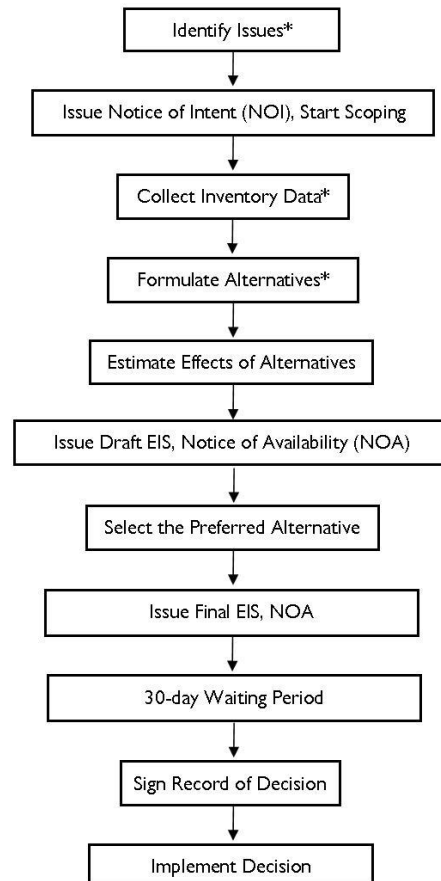 Identify Issues*
Issue Notice of Intent (NOI), Start Scoping
Collect Inventory Data*
Formulate Alternatives*
Estimate Effects of Alternatives
Issue Draft EIS, Notice of Availability (NOA)
Select the Preferred Alternative
Issue Final EIS, NOA
30-day Waiting Period
Sign Record of Decision
Implement Decision